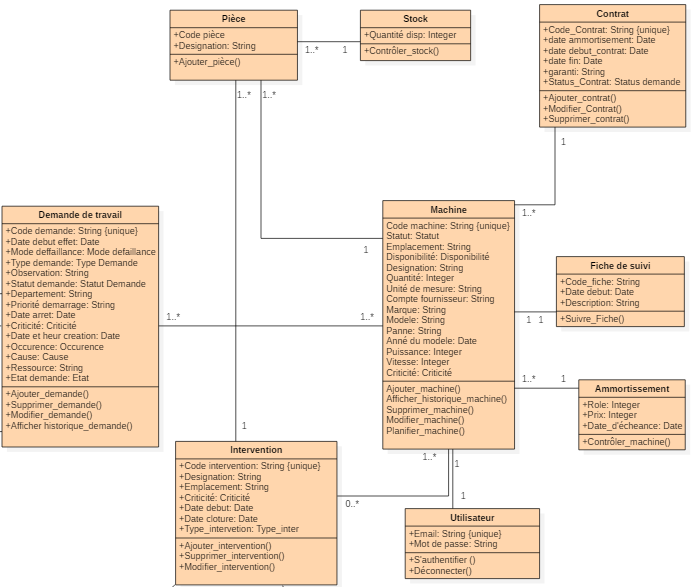 Pièce
+Code pièce
+Designation: String
+Ajouter_pièce()
1..*
1
1..*
1..*
Stock
+Quantité disp: Integer
+Contrôler_stock()
Contrat
+Code_Contrat: String {unique}
+date ammortisement: Date
+date debut_contrat: Date
+date fin: Date
+garanti: String
+Status_Contrat: Status demande
+Ajouter_contrat()
+Modifier_Contrat()
+Supprimer_contrat()
1
1..*
Demande de travail
+Code demande: String {unique}
+Date debut effet: Date
+Mode deffaillance: Mode defaillance
+Type demande: Type Demande
+Observation: String
+Statut demande: Statut Demande
+Departement: String
+Priorité demarrage: String
+Date arret: Date
+Criticité: Criticité
+Date et heur creation: Date
+Occurence: Occurence
+Cause: Cause
+Ressource: String
+Etat demande: Etat
+Ajouter_demande()
+Supprimer_demande()
+Modifier_demande()
+Afficher historique_demande()
1..*
1..*
1
Machine
Code machine: String {unique}
Statut: Statut
Emplacement: String
Disponibilité: Disponibilité
Designation: String
Quantité: Integer
Unité de mesure: String
Compte fournisseur: String
Marque: String
Modele: String
Panne: String
Anné du modele: Date
Puissance: Integer
Vitesse: Integer
Criticité: Criticité
Ajouter_machine()
Afficher_historique_machine()
Supprimer_machine()
Modifier_machine()
Planifier_machine()
Fiche de suivi
+Code_fiche: String
+Date debut: Date
+Description: String
+Suivre_Fiche()
1 1
1..*
1
Ammortissement
+Role: Integer
+Prix: Integer
+Date_d'écheance: Date
+Contrôler_machine()
1
Intervention
+Code intervention: String {unique}
+Designation: String
+Emplacement: String
+Criticité: Criticité
+Date debut: Date
+Date cloture: Date
+Type_intervetion: Type_inter
+Ajouter_intervention()
+Supprimer_intervention()
+Modifier_intervention()
1..*
1
0..*
1
Utilisateur
+Email: String {unique}
+Mot de passe: String
+S'authentifier ()
+Déconnecter()